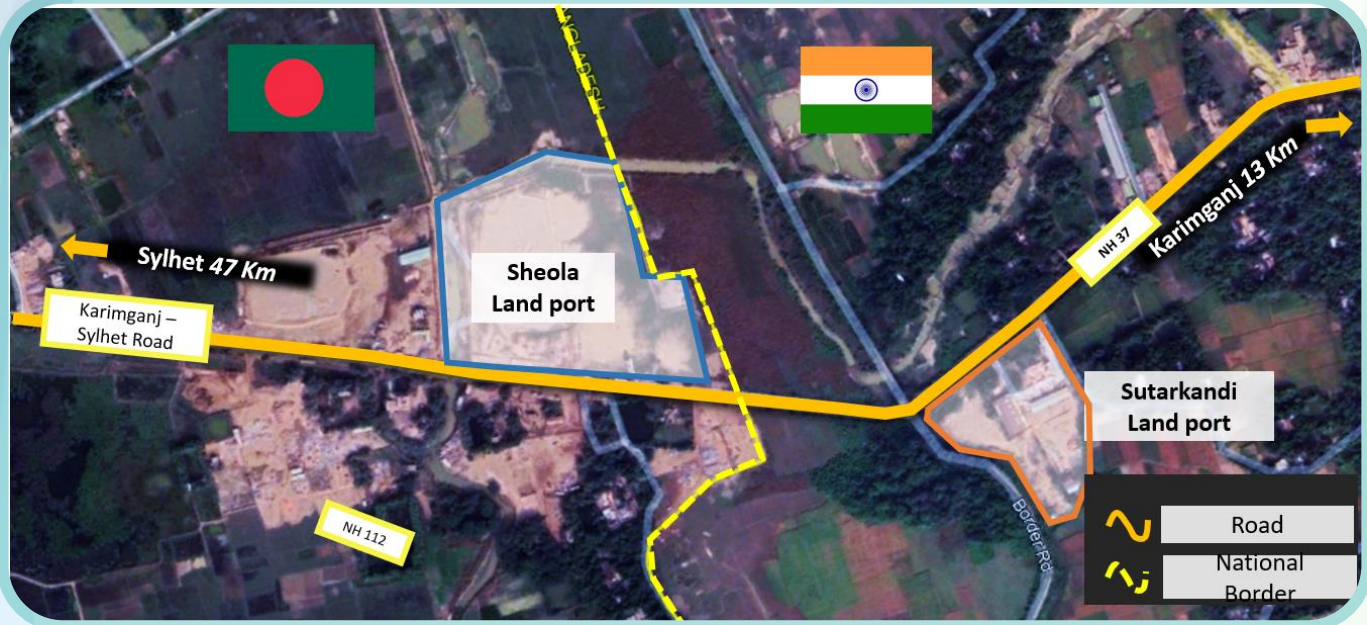 BANGLADESH
Sylhet 47 Km
Karimganj –
Sylhet Road
Sheola
Land port
NH 37
Karimganj 13 Km
Sutarkandi
Land port
NH 112
Border Rd
Road
National
Border